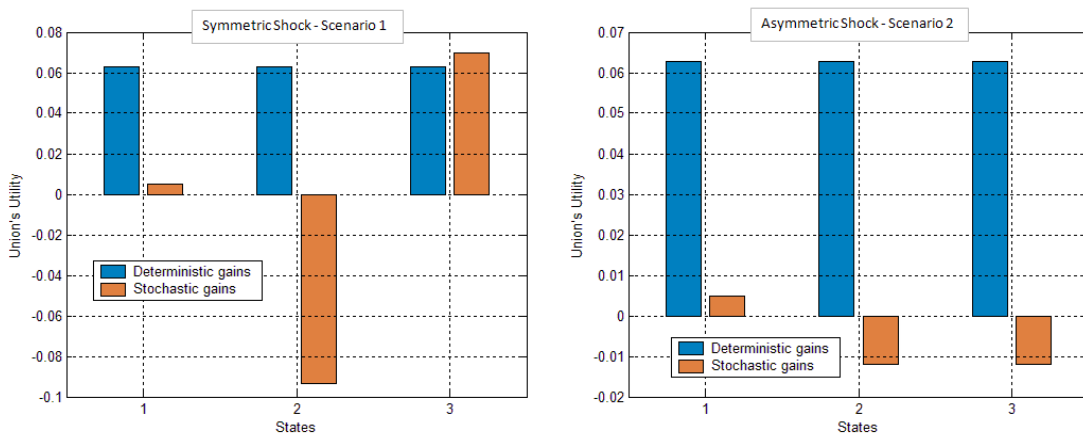 Symmetric Shock - Scenario 1
0.08
0.06
0.04
0.02
0
-0.02
-0.04
-0.06
-0.08
-0.1
Union's Utility
Deterministic gains
Stochastic gains
1 2 3
States
Asymmetric Shock - Scenario 2
0.07
0.06
0.05
0.04
0.03
0.02
0.01
0
-0.01
-0.02
Union's Utility
Deterministic gains
Stochastic gains
1 2 3
States